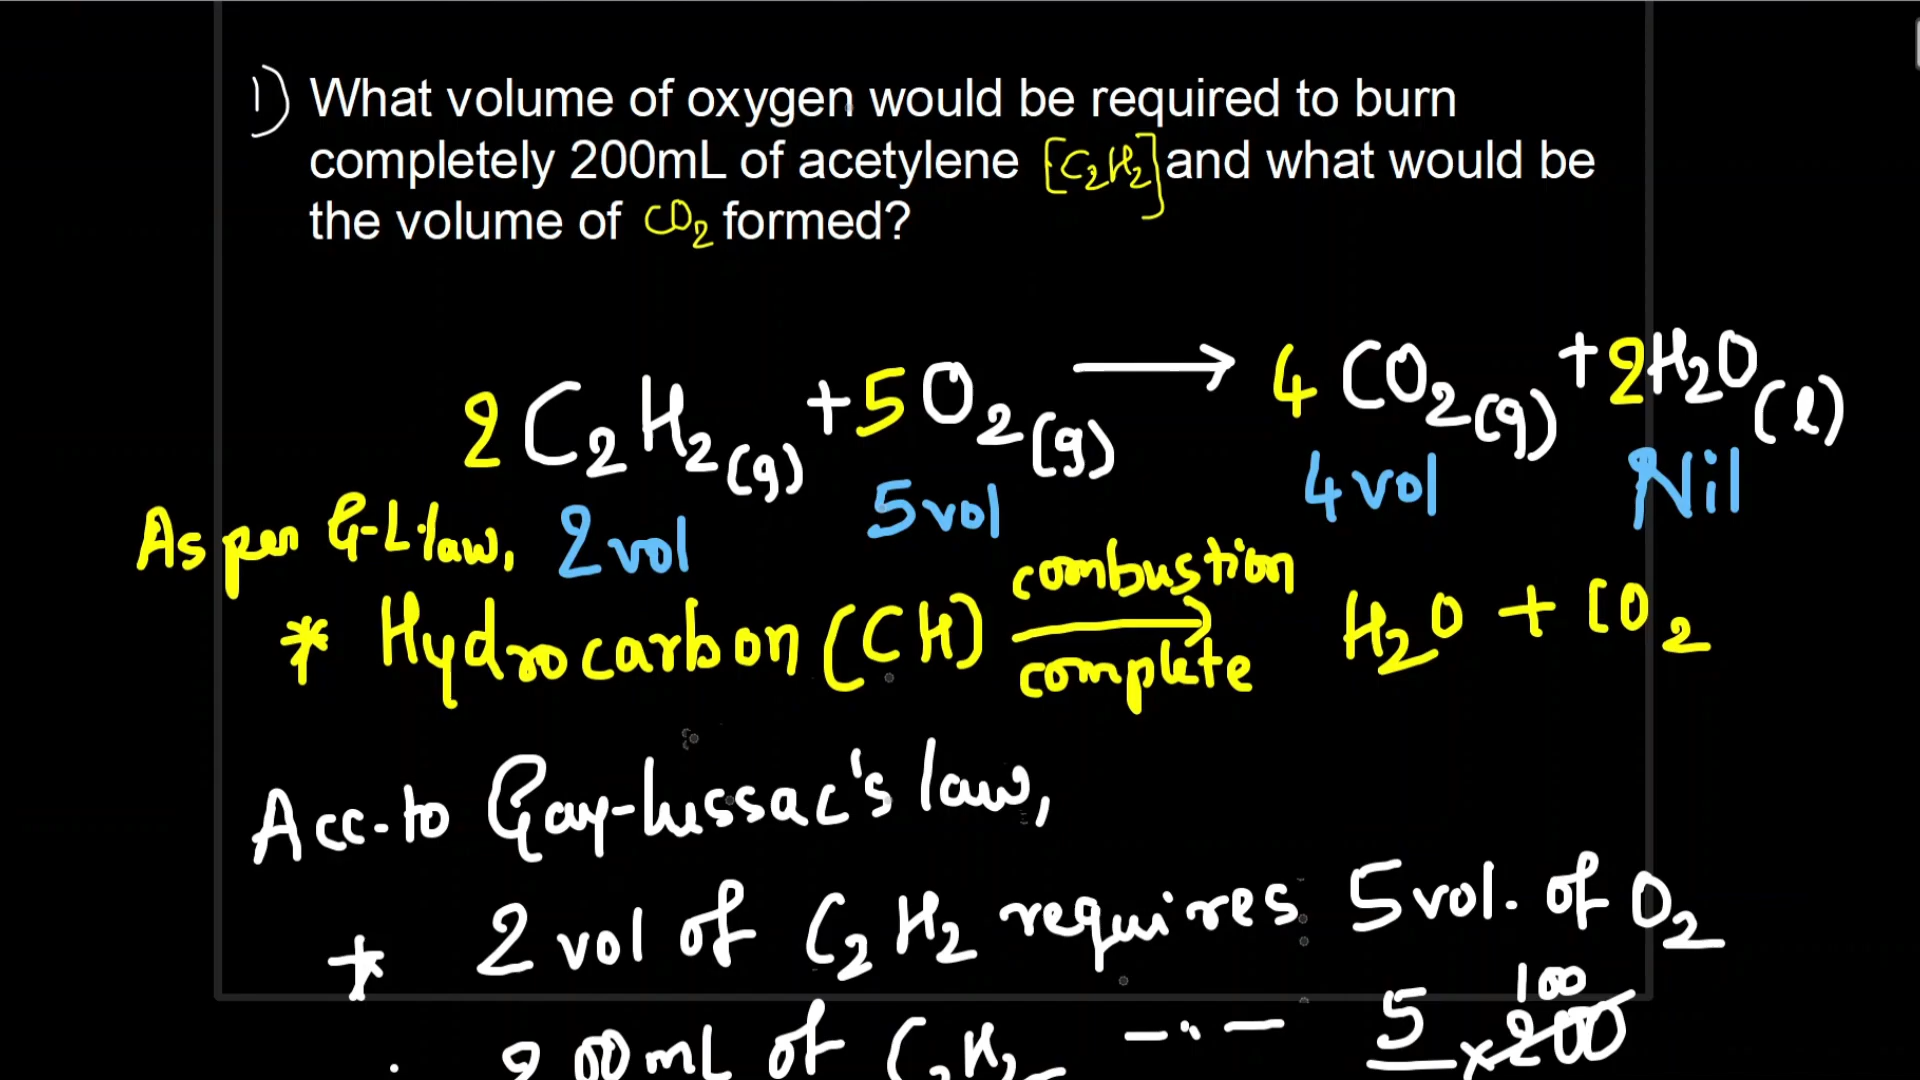 1) What volume of oxygen would be required to burn
completely 200mL of acetylene [C₂H₂] and what would be
the volume of CO₂ formed?
2C₂H₂(g) + 5O₂(g) ⟶ 4CO₂(g) + 2H₂O(l)
As per G-L law, 2vol 5vol 4vol Nil
* Hydrocarbon (CH) combustion complete → H₂O + CO₂
Acc. to Gay-lussac's law,
* 2 vol of C₂H₂ requires 5 vol. of O₂
200mL of C₂H₂ —..— 5 × 200 100